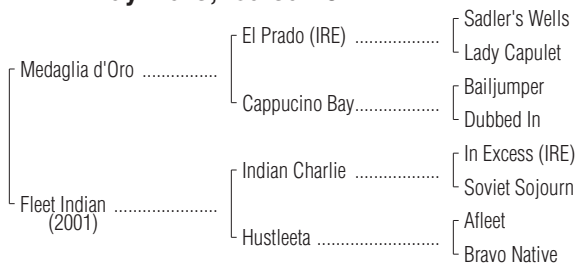 El Prado (IRE) ...................
Sadler's Wells
Lady Capulet
Medaglia d'Oro ................
Cappucino Bay...................
Bailjumper
Dubbed In
Indian Charlie ...................
In Excess (IRE)
Soviet Sojourn
Fleet Indian ......................
(2001)
Hustleeta ...........................
Afleet
Bravo Native